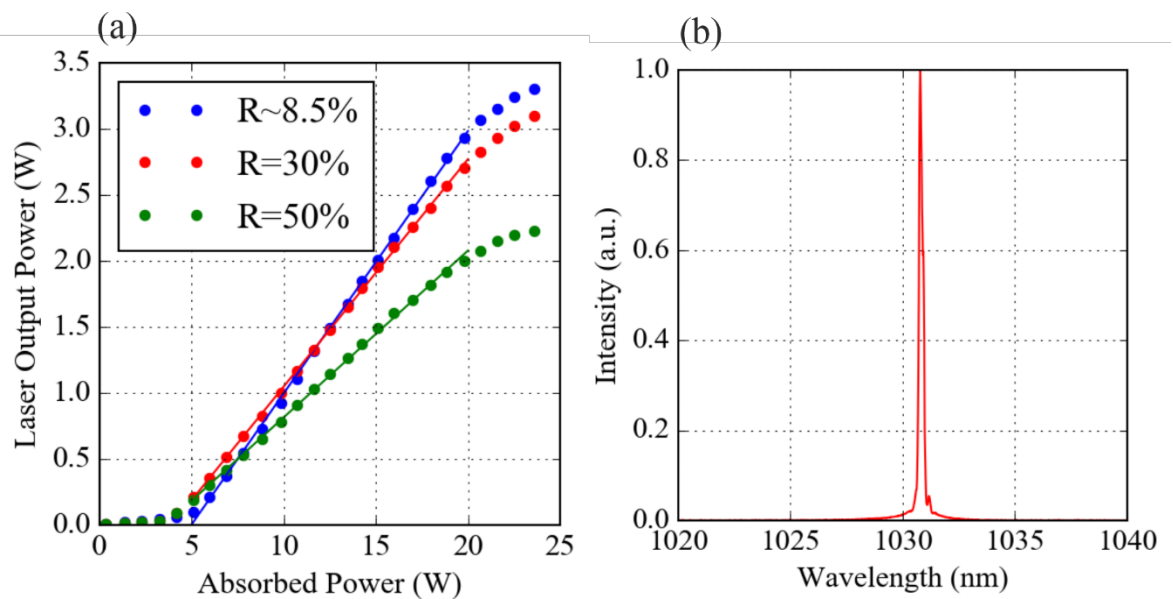 (a)
3.5
3.0
2.5
2.0
1.5
1.0
0.5
0.0
Laser Output Power (W)
R~8.5%
R=30%
R=50%
0 5 10 15 20 25
Absorbed Power (W)
(b)
1.0
0.8
0.6
0.4
0.2
0.0
Intensity (a.u.)
1020 1025 1030 1035 1040
Wavelength (nm)